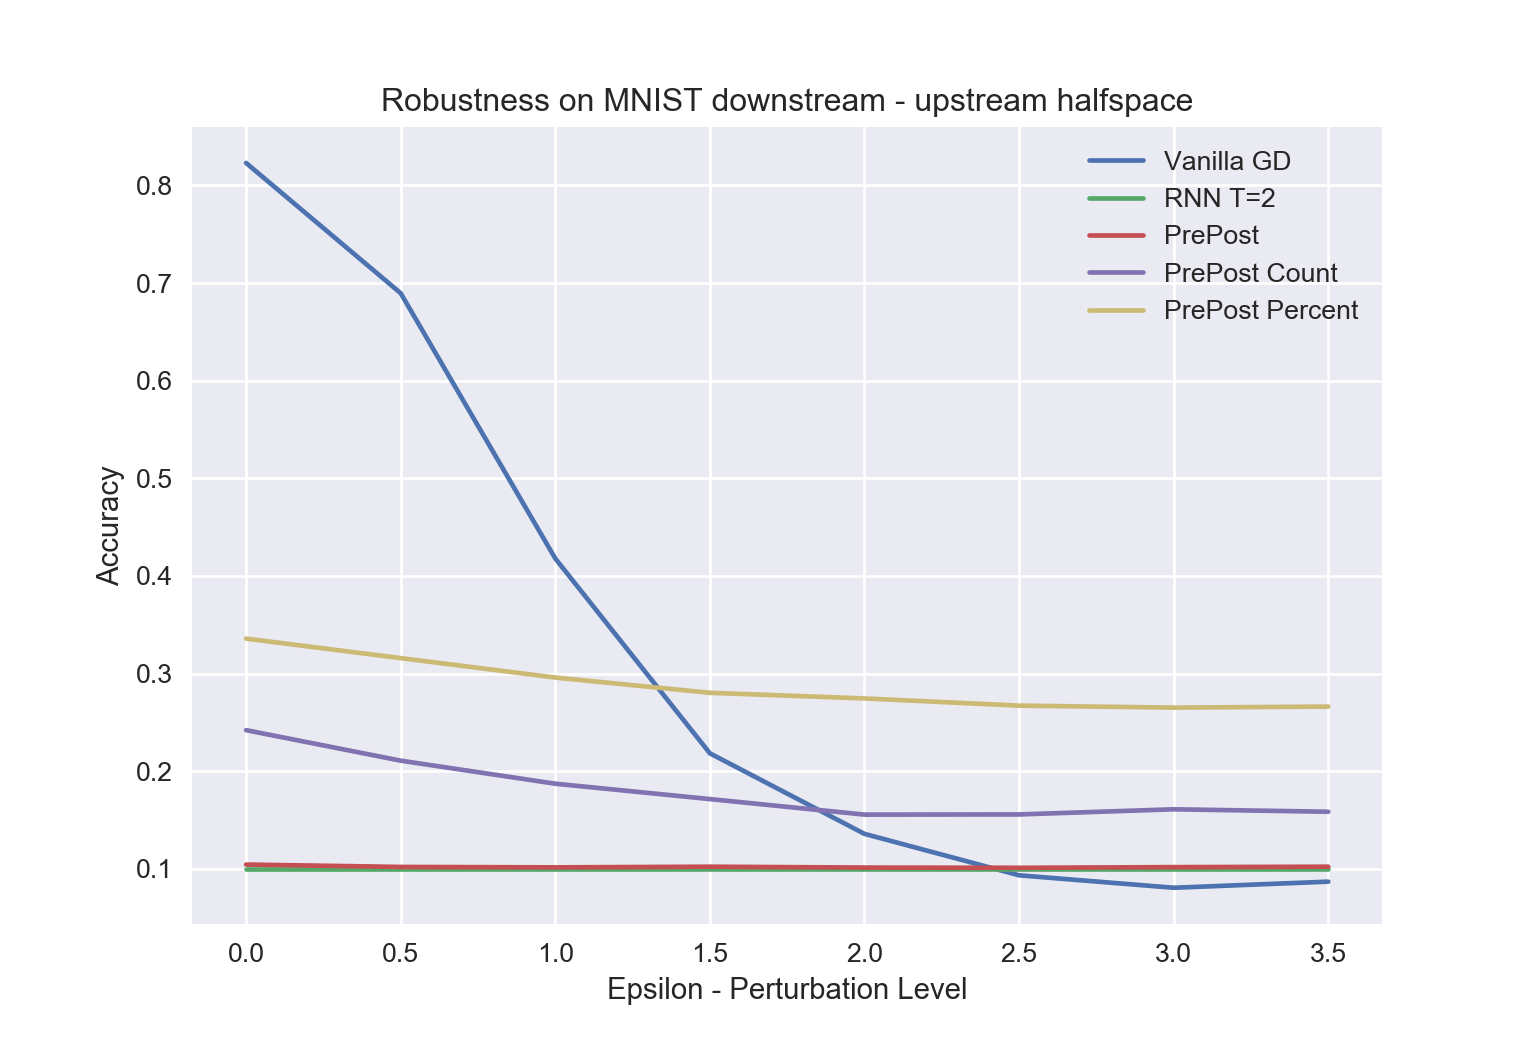 Robustness on MNIST downstream - upstream halfspace
Vanilla GD
RNN T=2
PrePost
PrePost Count
PrePost Percent
Accuracy
0.8
0.7
0.6
0.5
0.4
0.3
0.2
0.1
0.0 0.5 1.0 1.5 2.0 2.5 3.0 3.5
Epsilon - Perturbation Level